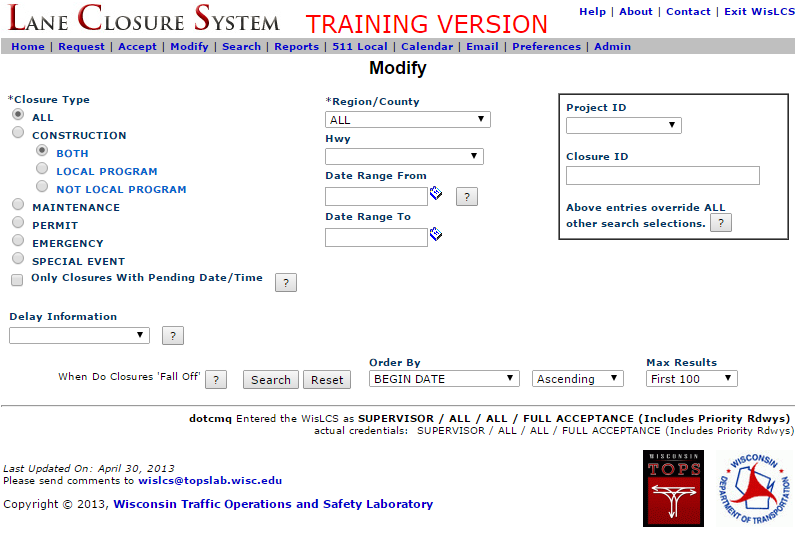 LANE CLOSURE SYSTEM TRAINING VERSION
Help | About | Contact | Exit WisLCS
Home | Request | Accept | Modify | Search | Reports | 511 Local | Calendar | Email | Preferences | Admin
Modify
*Closure Type
ALL
CONSTRUCTION
BOTH
LOCAL PROGRAM
NOT LOCAL PROGRAM
MAINTENANCE
PERMIT
EMERGENCY
SPECIAL EVENT
Only Closures With Pending Date/Time ?
*Region/County
ALL
Hwy
Date Range From
?
Date Range To
Project ID
Closure ID
Above entries override ALL
other search selections. ?
Delay Information
?
When Do Closures 'Fall Off' ? Search Reset
Order By
BEGIN DATE Ascending
Max Results
First 100
dotcmq Entered the WisLCS as SUPERVISOR / ALL / ALL / FULL ACCEPTANCE (Includes Priority Rdwys)
actual credentials: SUPERVISOR / ALL / ALL / FULL ACCEPTANCE (Includes Priority Rdwys)
Last Updated On: April 30, 2013
Please send comments to wislcs@topslab.wisc.edu
Copyright © 2013, Wisconsin Traffic Operations and Safety Laboratory
WISCONSIN
TOPS
WISCONSIN
DEPARTMENT OF TRANSPORTATION